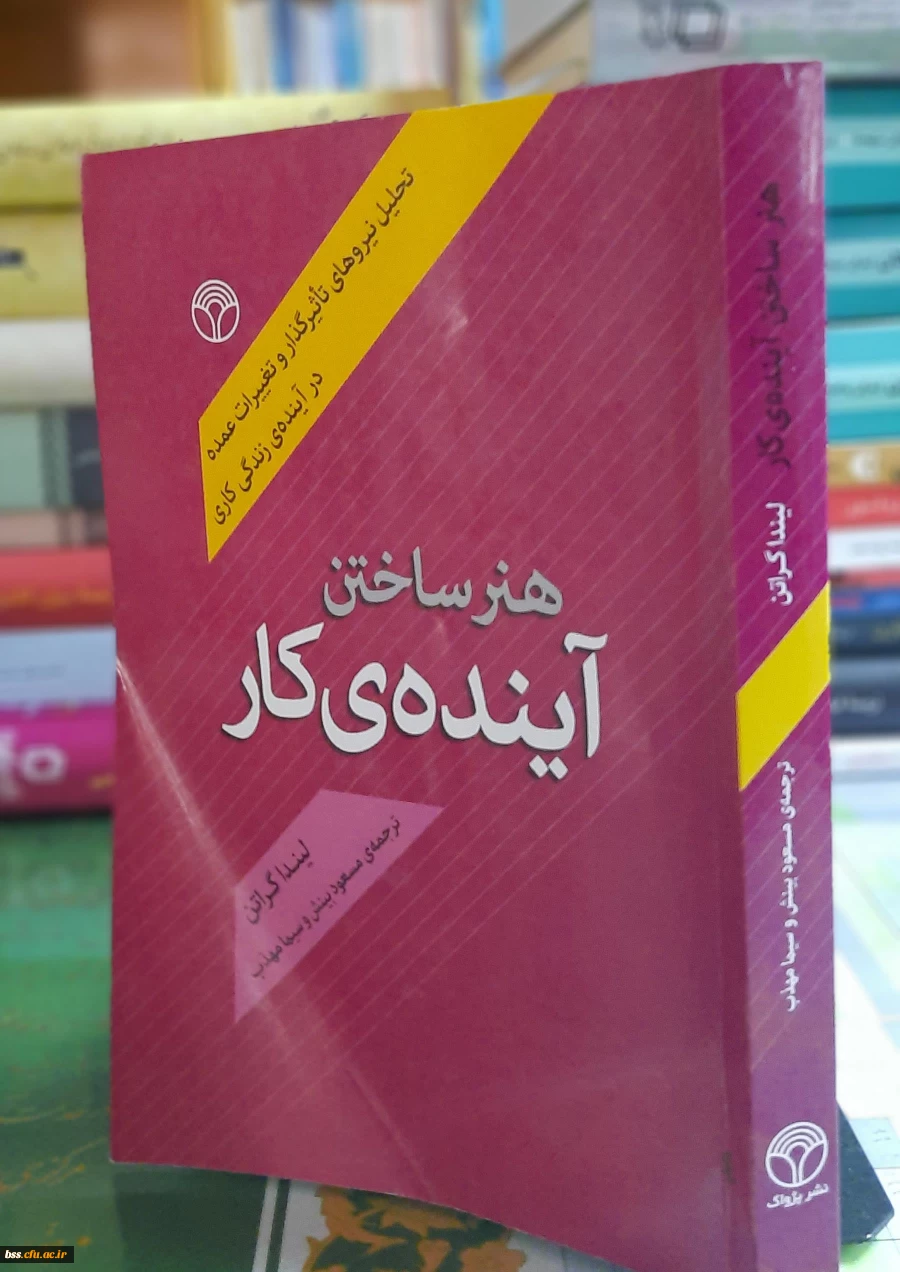 تحلیل نیروهای تأثیرگذار و تغییرات عمده
در آینده‌ی زندگی کاری
هنر ساختن
آینده‌ی کار
لیندا گراتن
ترجمه‌ی مسعود بینش و سیما مهذب
هنر ساختن آینده‌ی کار
لیندا گراتن
ترجمه‌ی مسعود بینش و سیما مهذب
نشر پژواک
bss.cfu.ac.ir